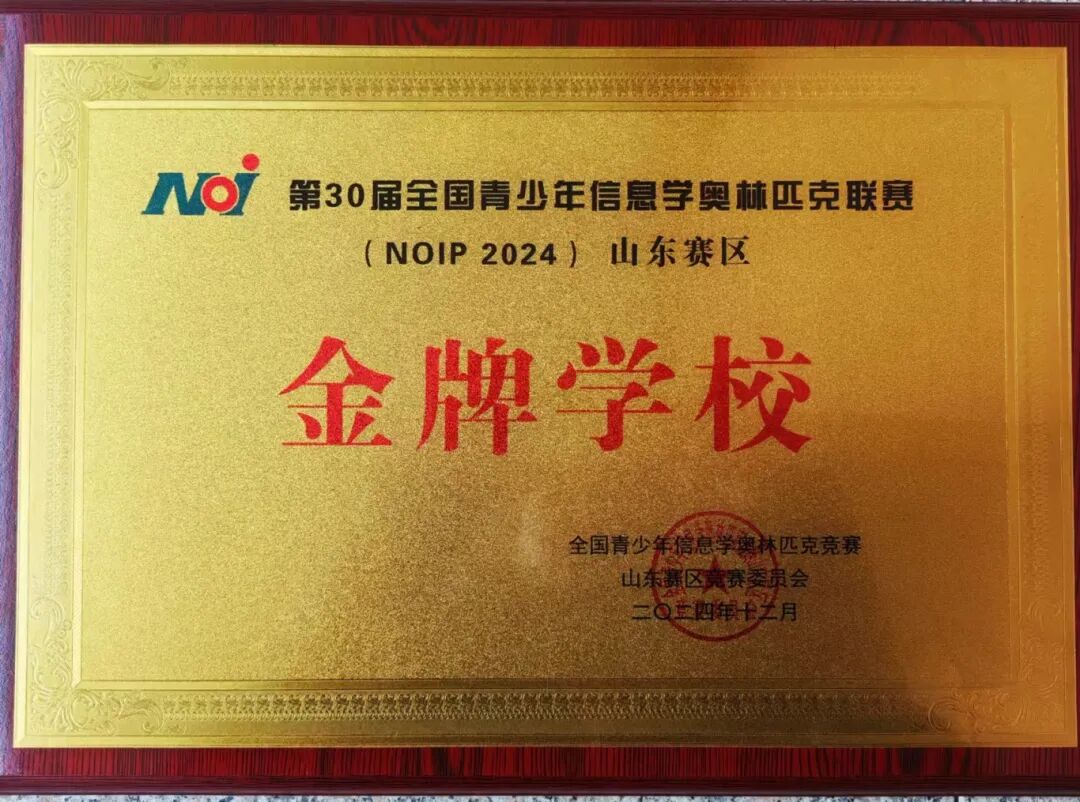 NOI 第30届全国青少年信息学奥林匹克联赛
（NOIP 2024） 山东赛区
金牌学校
全国青少年信息学奥林匹克竞赛
山东赛区竞赛委员会
二〇二四年十二月